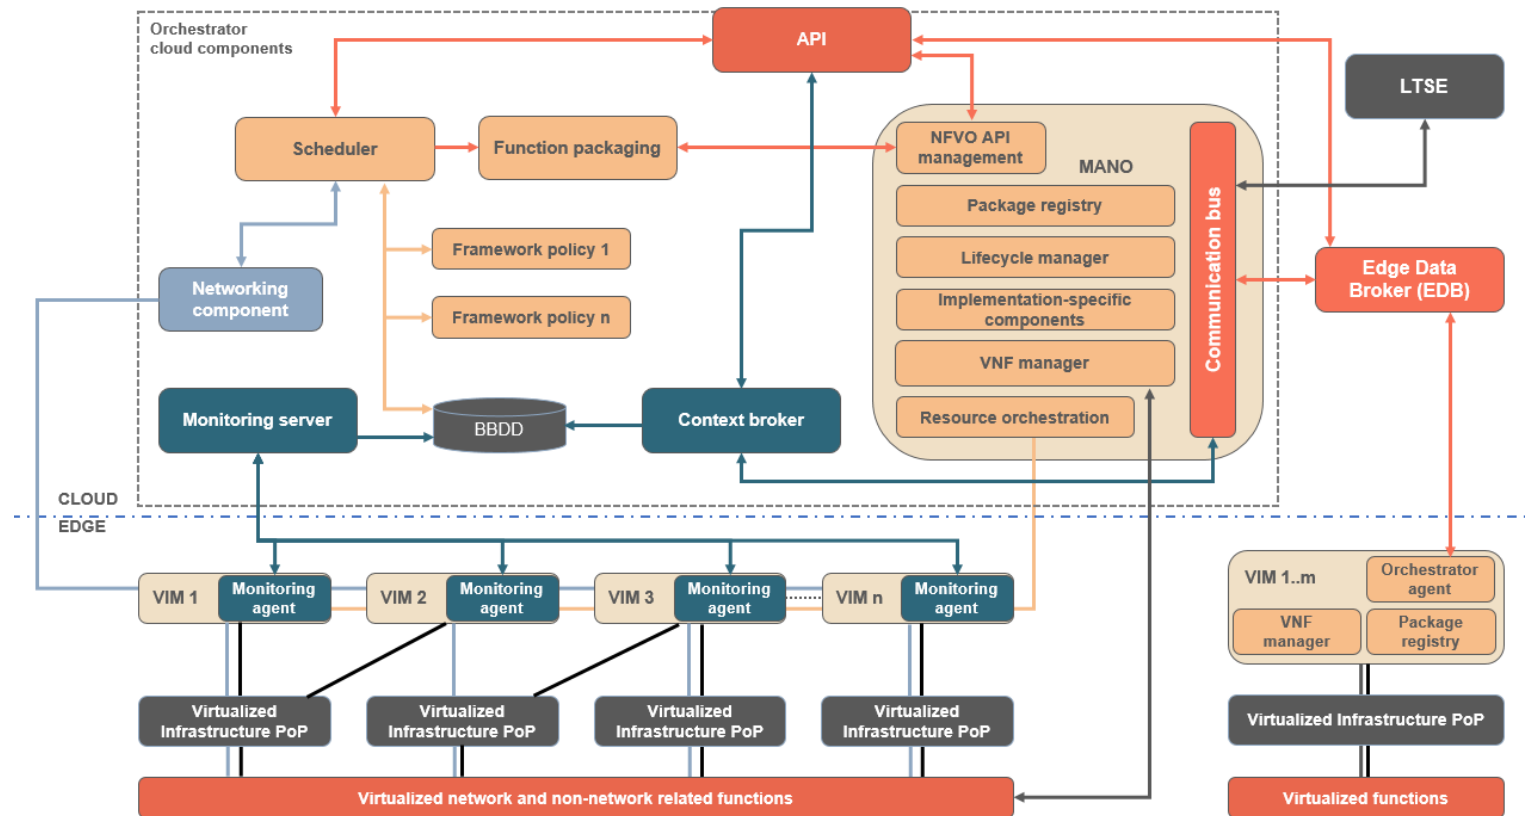 Orchestrator
cloud components
API
LTSE
Scheduler
Function packaging
NFVO API
management
MANO
Communication bus
Package registry
Framework policy 1
Lifecycle manager
Networking
component
Edge Data
Broker (EDB)
Implementation-specific
components
Framework policy n
VNF manager
Monitoring server
BBDD
Context broker
Resource orchestration
CLOUD
EDGE
VIM 1
Monitoring
agent
VIM 2
Monitoring
agent
VIM 3
Monitoring
agent
VIM n
Monitoring
agent
VIM 1..m
Orchestrator
agent
VNF
manager
Package
registry
Virtualized
Infrastructure PoP
Virtualized
Infrastructure PoP
Virtualized
Infrastructure PoP
Virtualized
Infrastructure PoP
Virtualized Infrastructure PoP
Virtualized network and non-network related functions
Virtualized functions